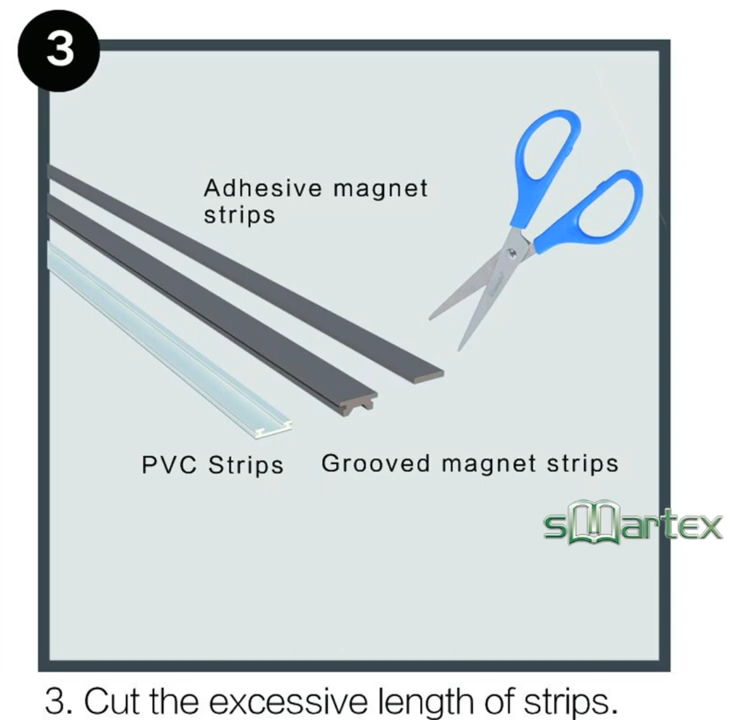 3
Adhesive magnet
strips
PVC Strips
Grooved magnet strips
smartex
3. Cut the excessive length of strips.